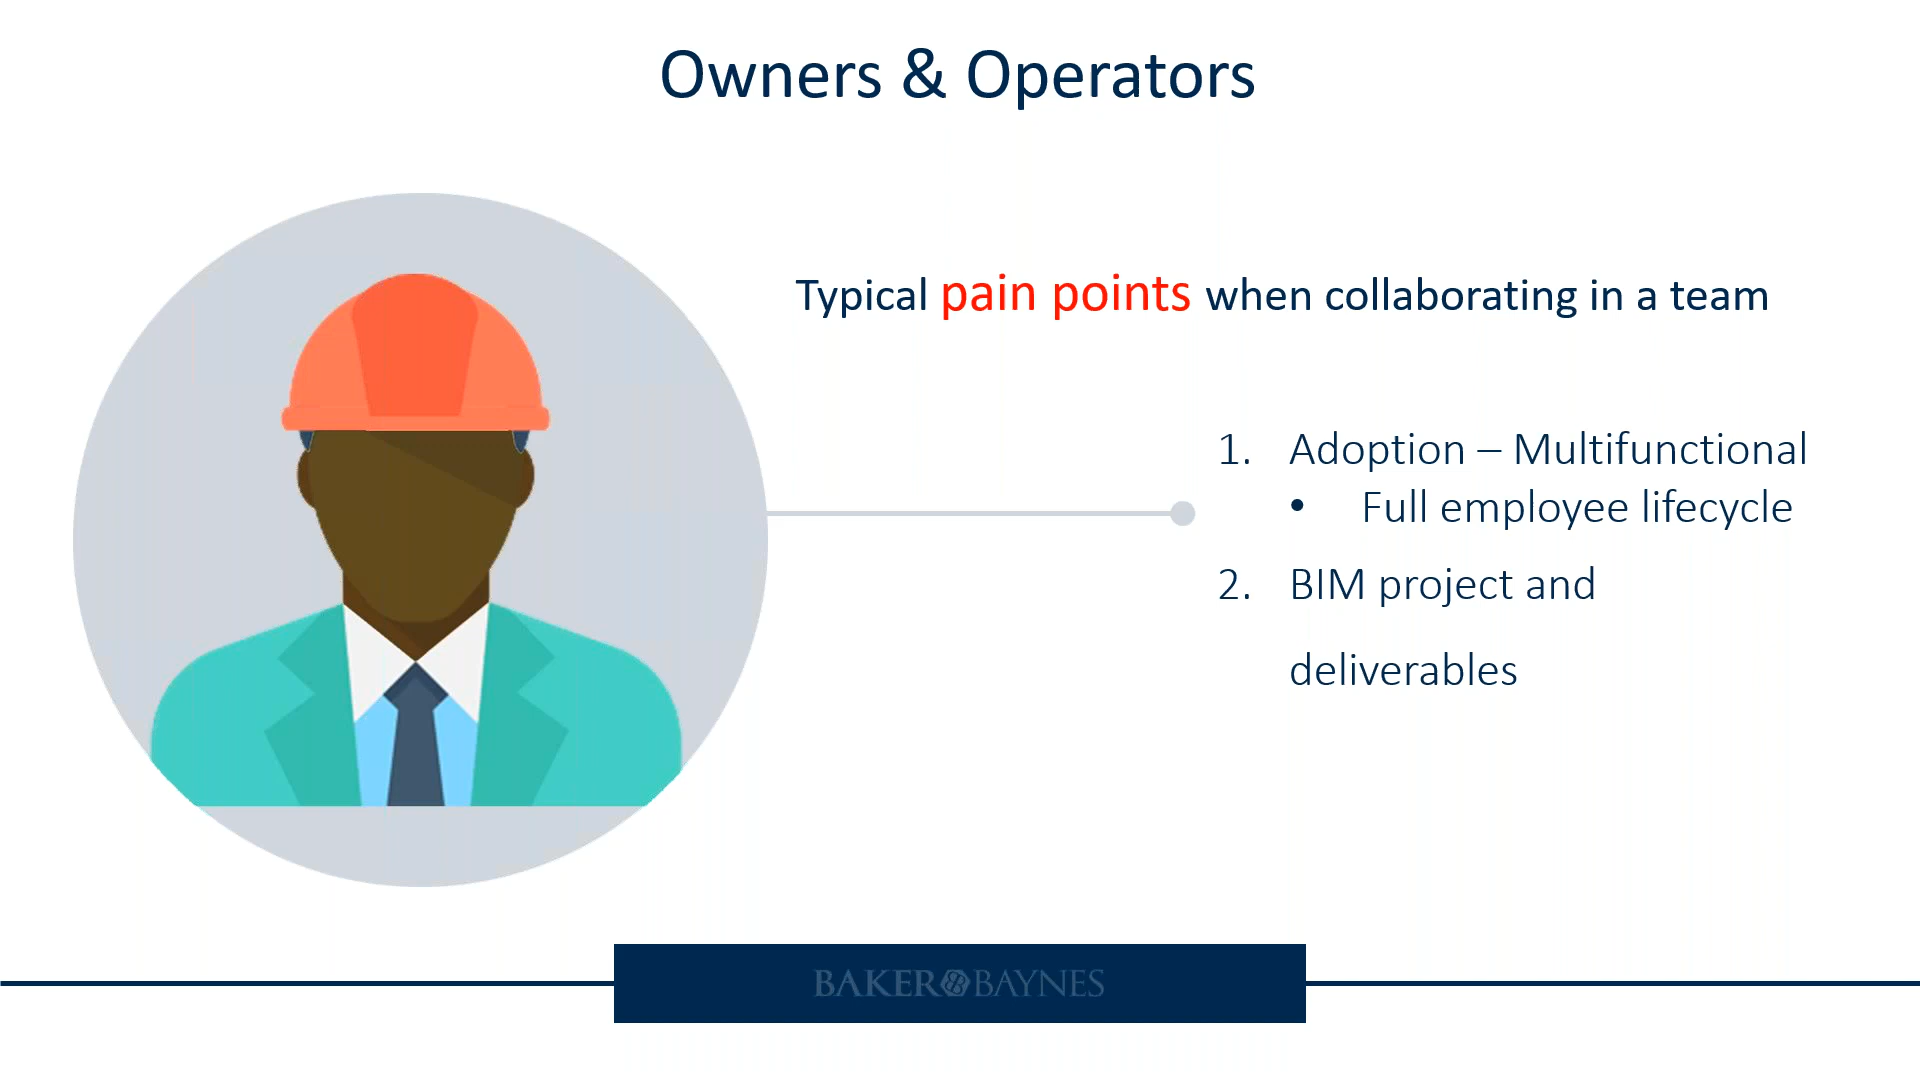 Owners & Operators
Typical pain points when collaborating in a team
1. Adoption – Multifunctional
• Full employee lifecycle
2. BIM project and
deliverables
BAKER BAYNES